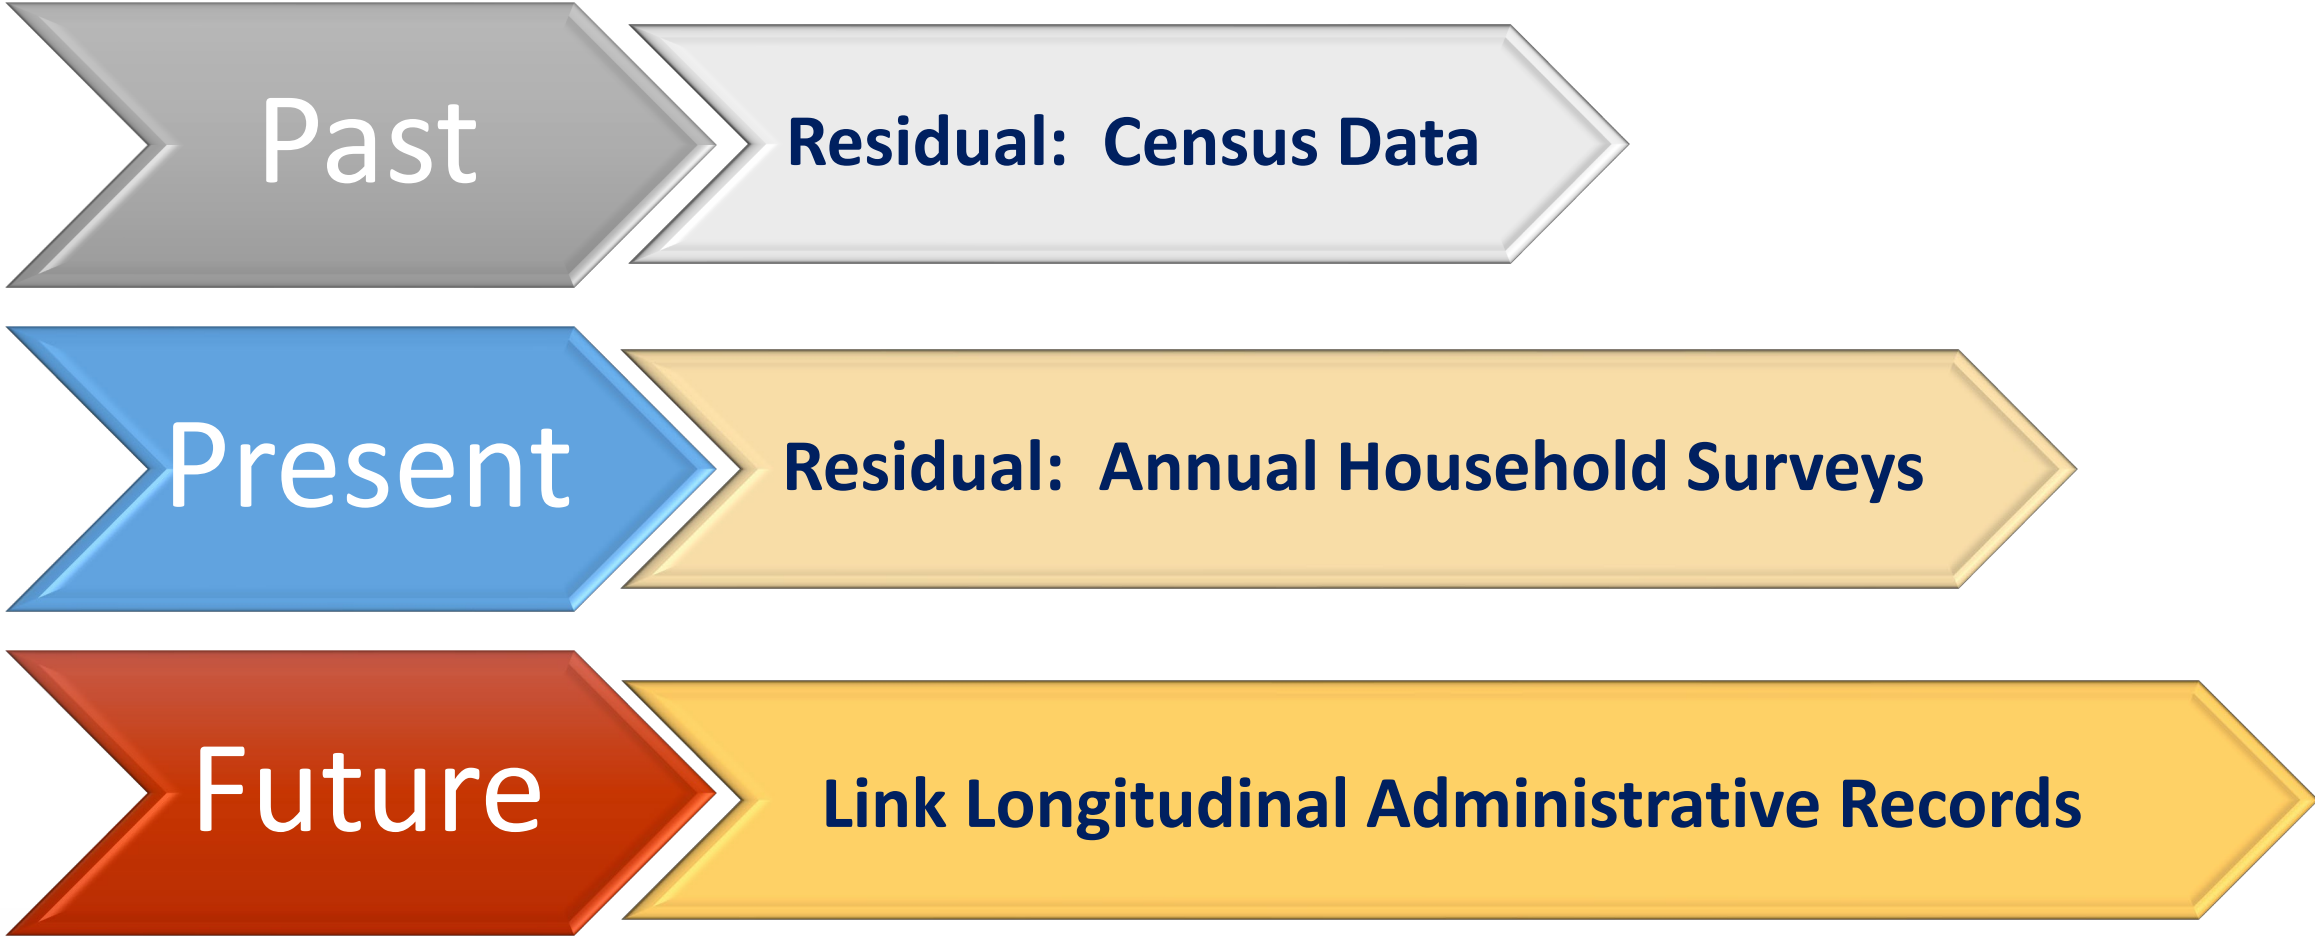 Past
Residual:  Census Data
Present
Residual:  Annual Household Surveys
Future
Link Longitudinal Administrative Records